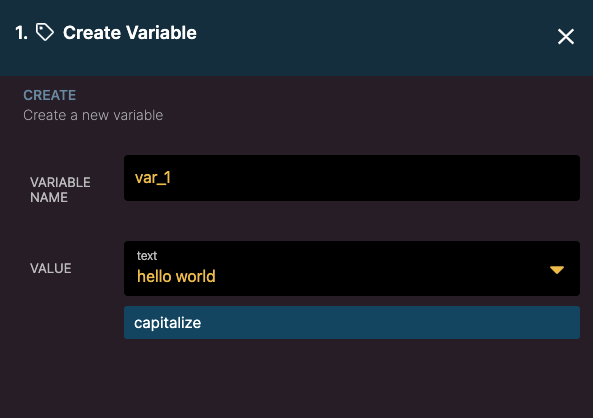 1. Create Variable
CREATE
Create a new variable
VARIABLE
NAME
var_1
VALUE
text
hello world
capitalize